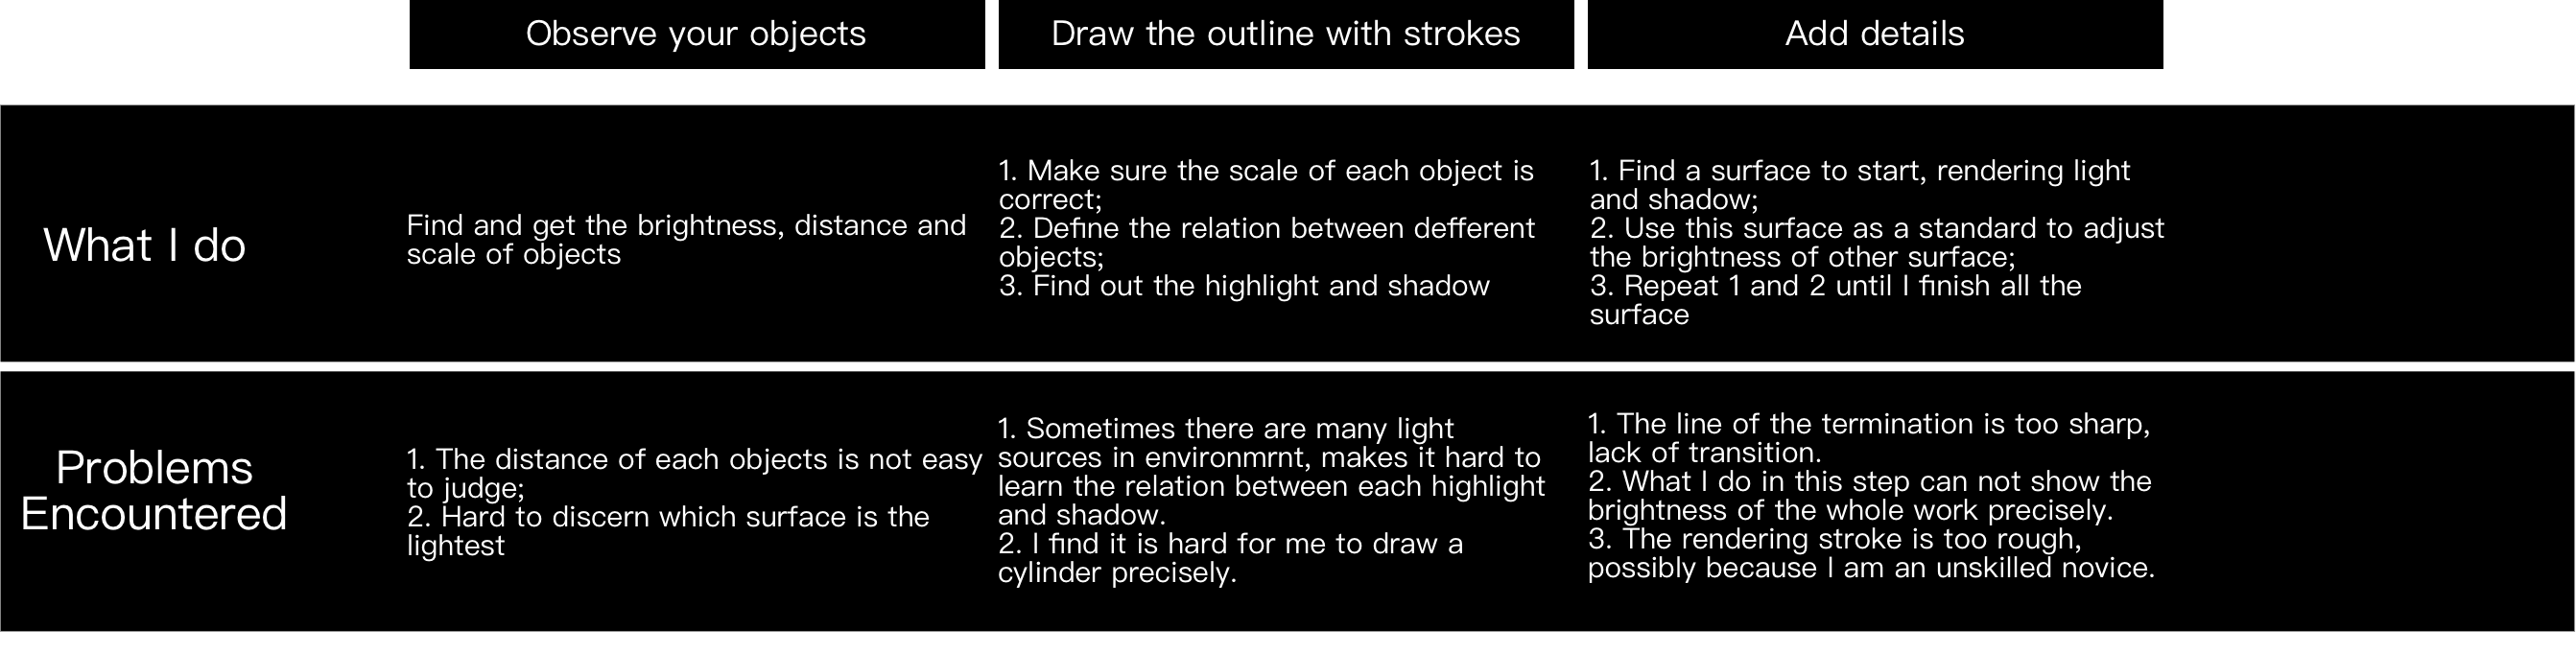 Observe your objects
Draw the outline with strokes
Add details
What I do
Find and get the brightness, distance and
scale of objects
1. Make sure the scale of each object is
correct;
2. Define the relation between defferent
objects;
3. Find out the highlight and shadow
1. Find a surface to start, rendering light
and shadow;
2. Use this surface as a standard to adjust
the brightness of other surface;
3. Repeat 1 and 2 until I finish all the
surface
Problems
Encountered
1. The distance of each objects is not easy
to judge;
2. Hard to discern which surface is the
lightest
1. Sometimes there are many light
sources in environmrnt, makes it hard to
learn the relation between each highlight
and shadow.
2. I find it is hard for me to draw a
cylinder precisely.
1. The line of the termination is too sharp,
lack of transition.
2. What I do in this step can not show the
brightness of the whole work precisely.
3. The rendering stroke is too rough,
possibly because I am an unskilled novice.